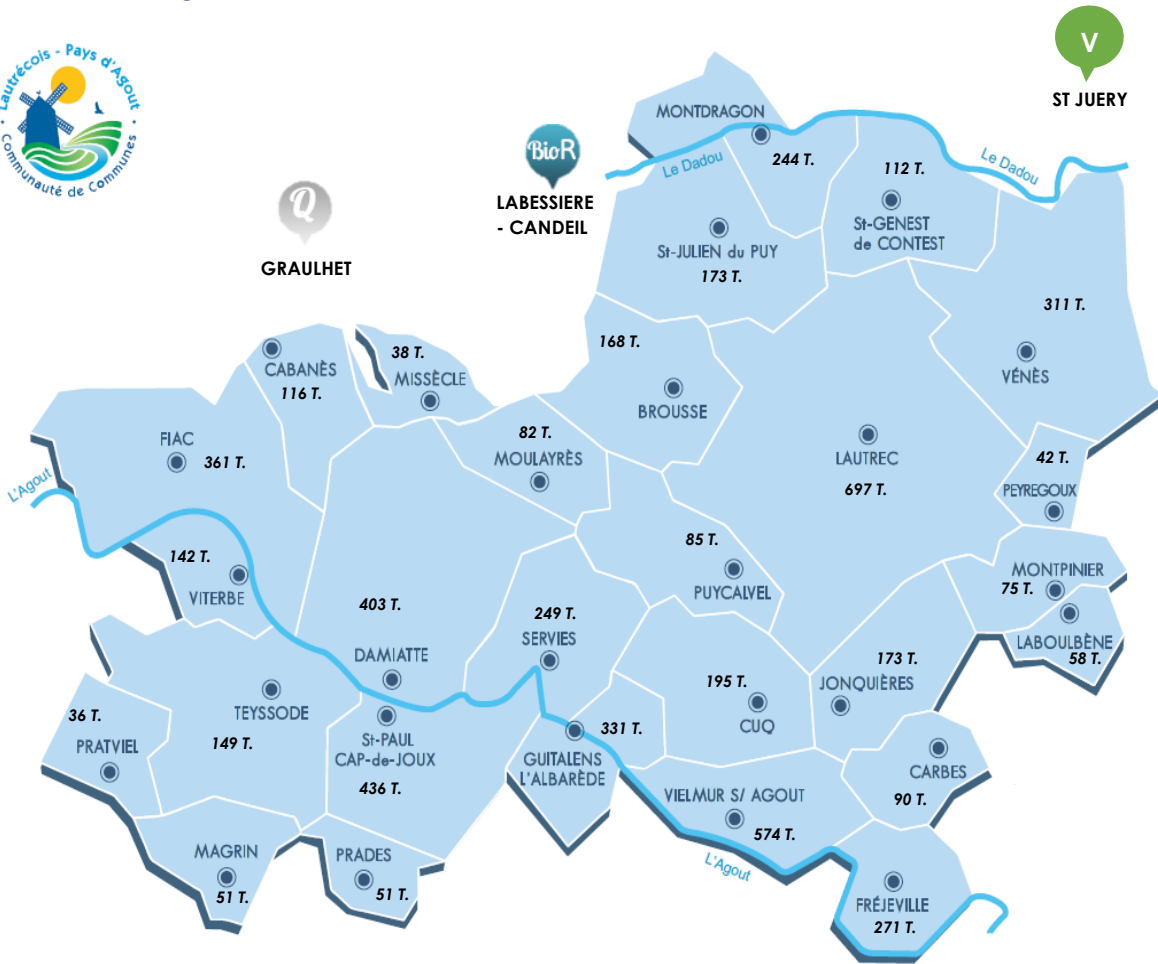 Lautrécois - Pays d'Agout
• Communauté de Communes •
V
ST JUERY
BioR
LABESSIERE
- CANDEIL
Q
GRAULHET
MONTDRAGON
244 T.
Le Dadou
Le Dadou
112 T.
St-GENEST
de CONTEST
St-JULIEN du PUY
173 T.
311 T.
VÉNÈS
168 T.
BROUSSE
CABANÈS
116 T.
38 T.
MISSÈCLE
FIAC
361 T.
L'Agout
82 T.
MOULAYRÈS
LAUTREC
697 T.
42 T.
PEYREGOUX
142 T.
VITERBE
85 T.
PUYCALVEL
MONTPINIER
75 T.
LABOULBÈNE
58 T.
403 T.
DAMIATTE
249 T.
SERVIES
173 T.
JONQUIÈRES
195 T.
CUQ
TEYSSODE
149 T.
36 T.
PRATVIEL
St-PAUL
CAP-de-JOUX
436 T.
331 T.
GUITALENS
L'ALBARÈDE
CARBES
90 T.
VIELMUR S/ AGOUT
574 T.
L'Agout
MAGRIN
51 T.
PRADES
51 T.
FRÉJEVILLE
271 T.